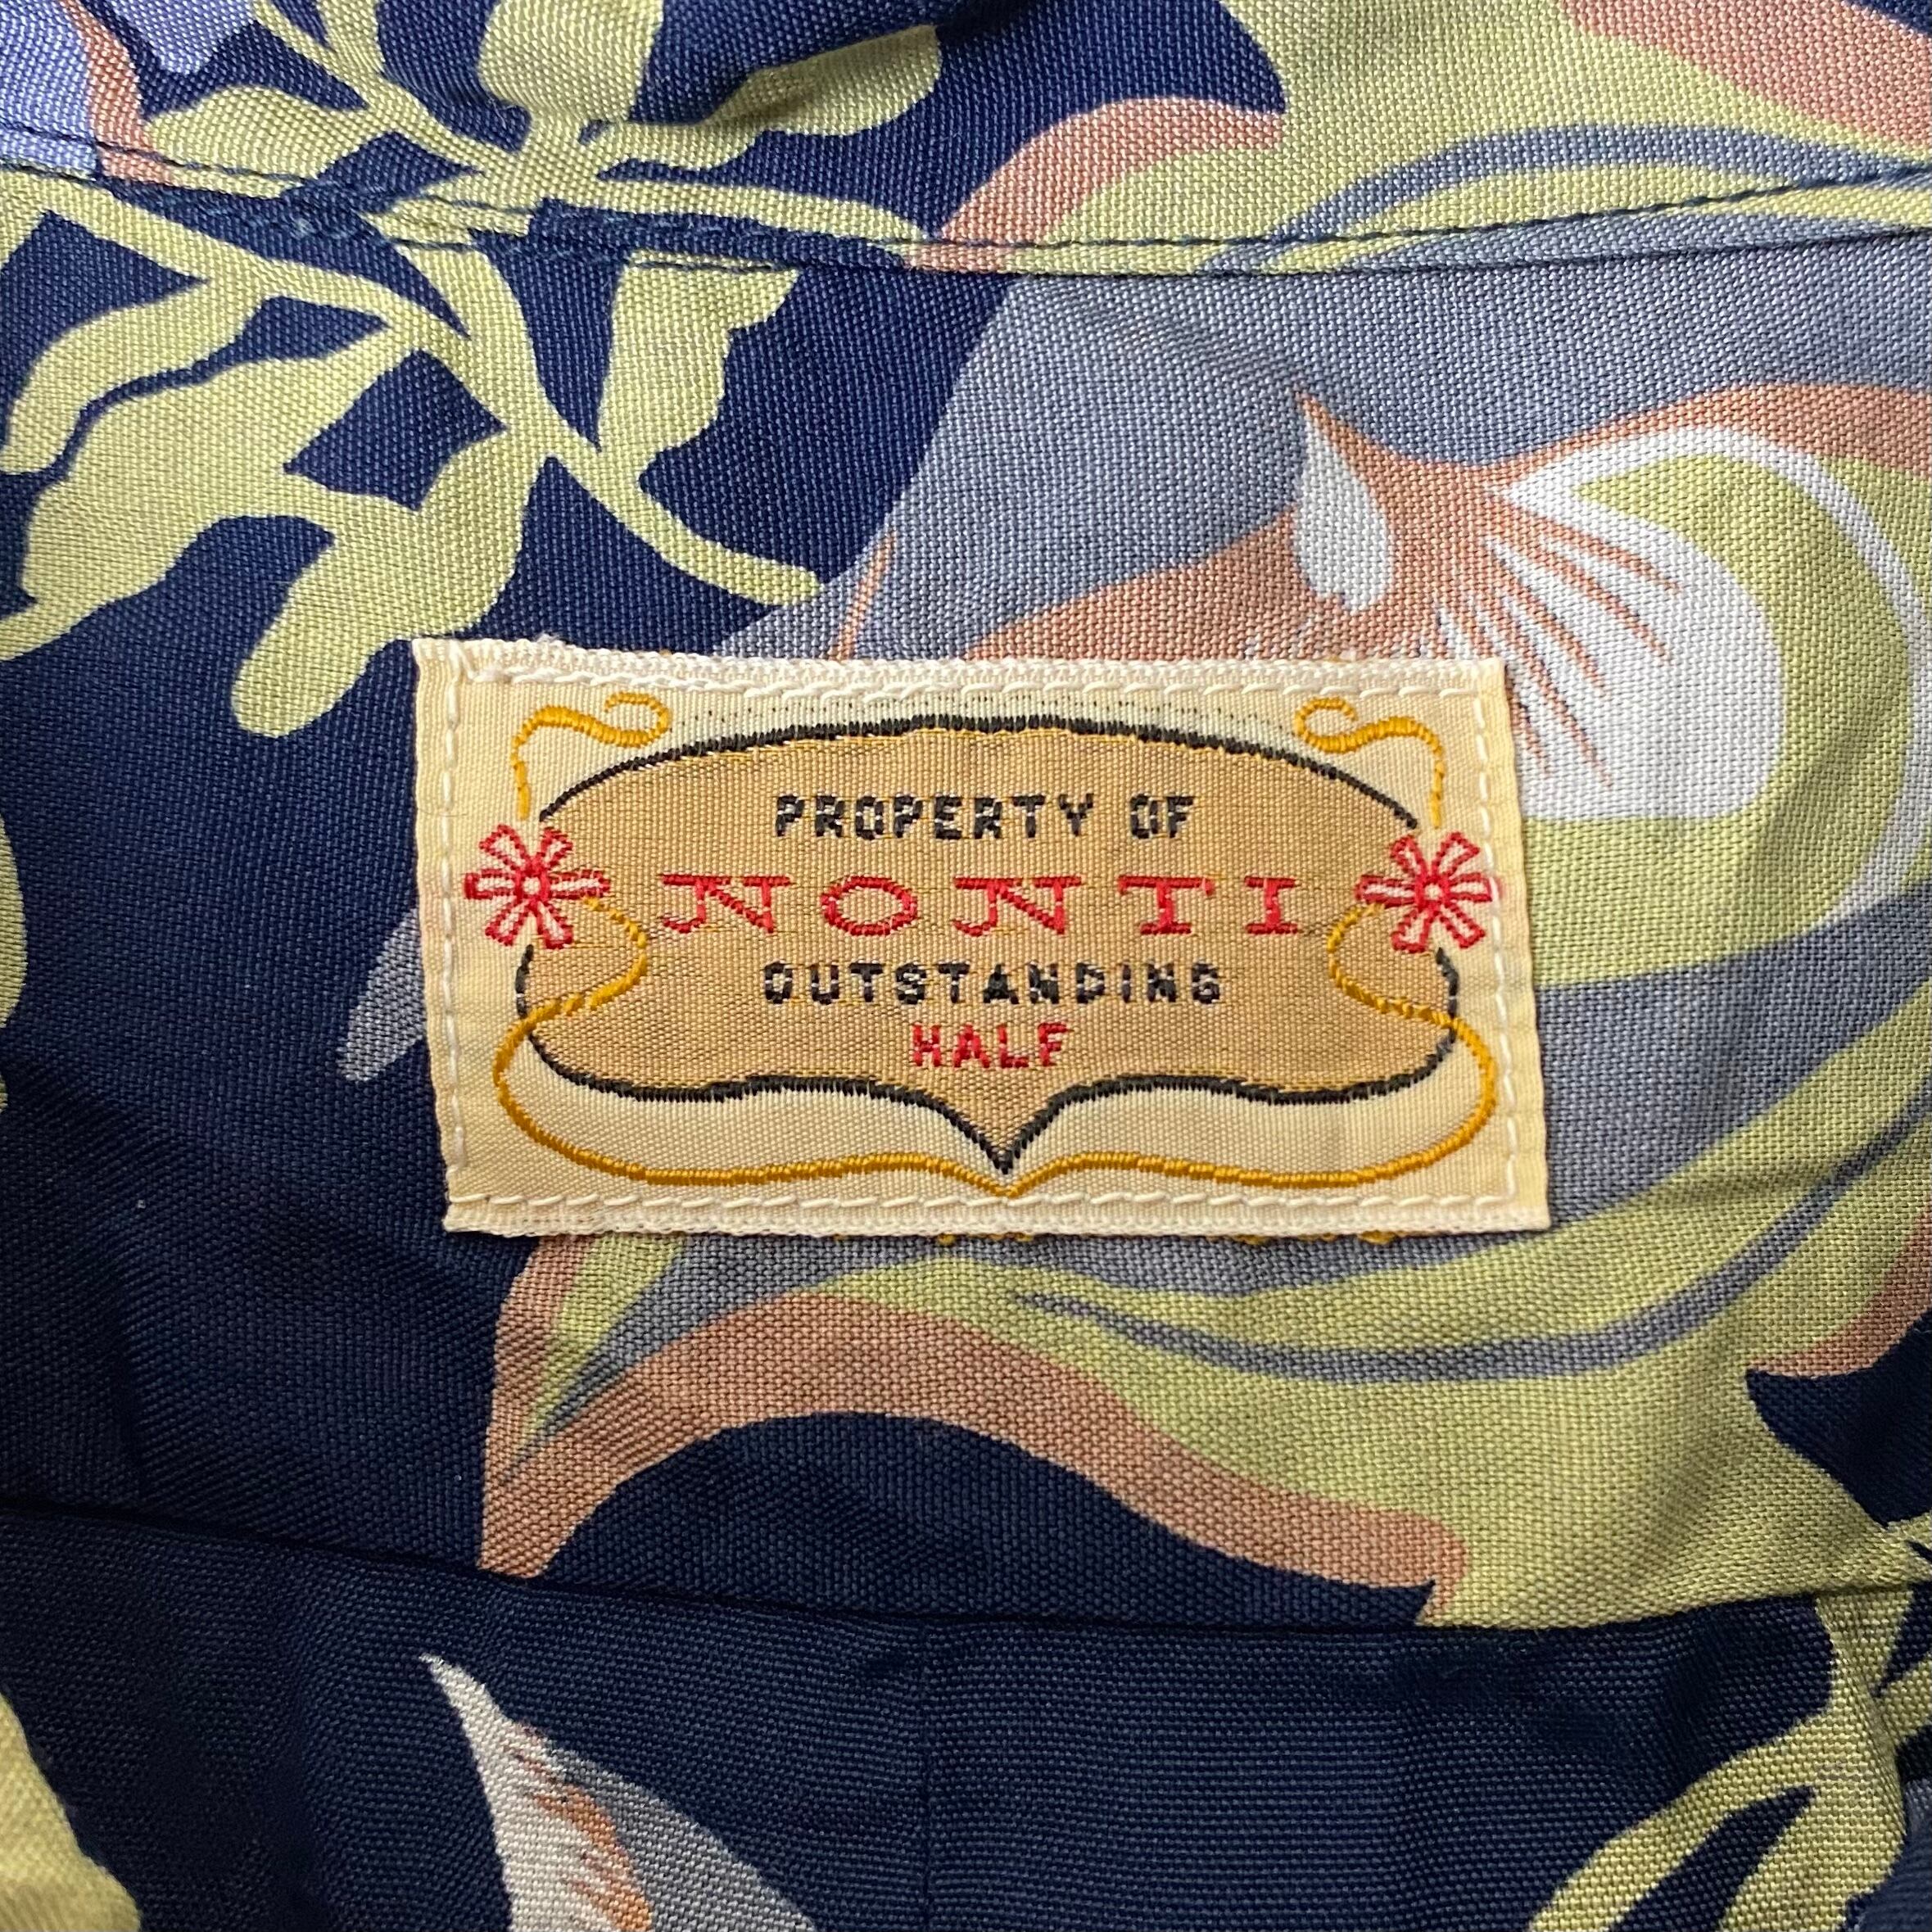 PROPERTY OF
NONTI
OUTSTANDING
HALF